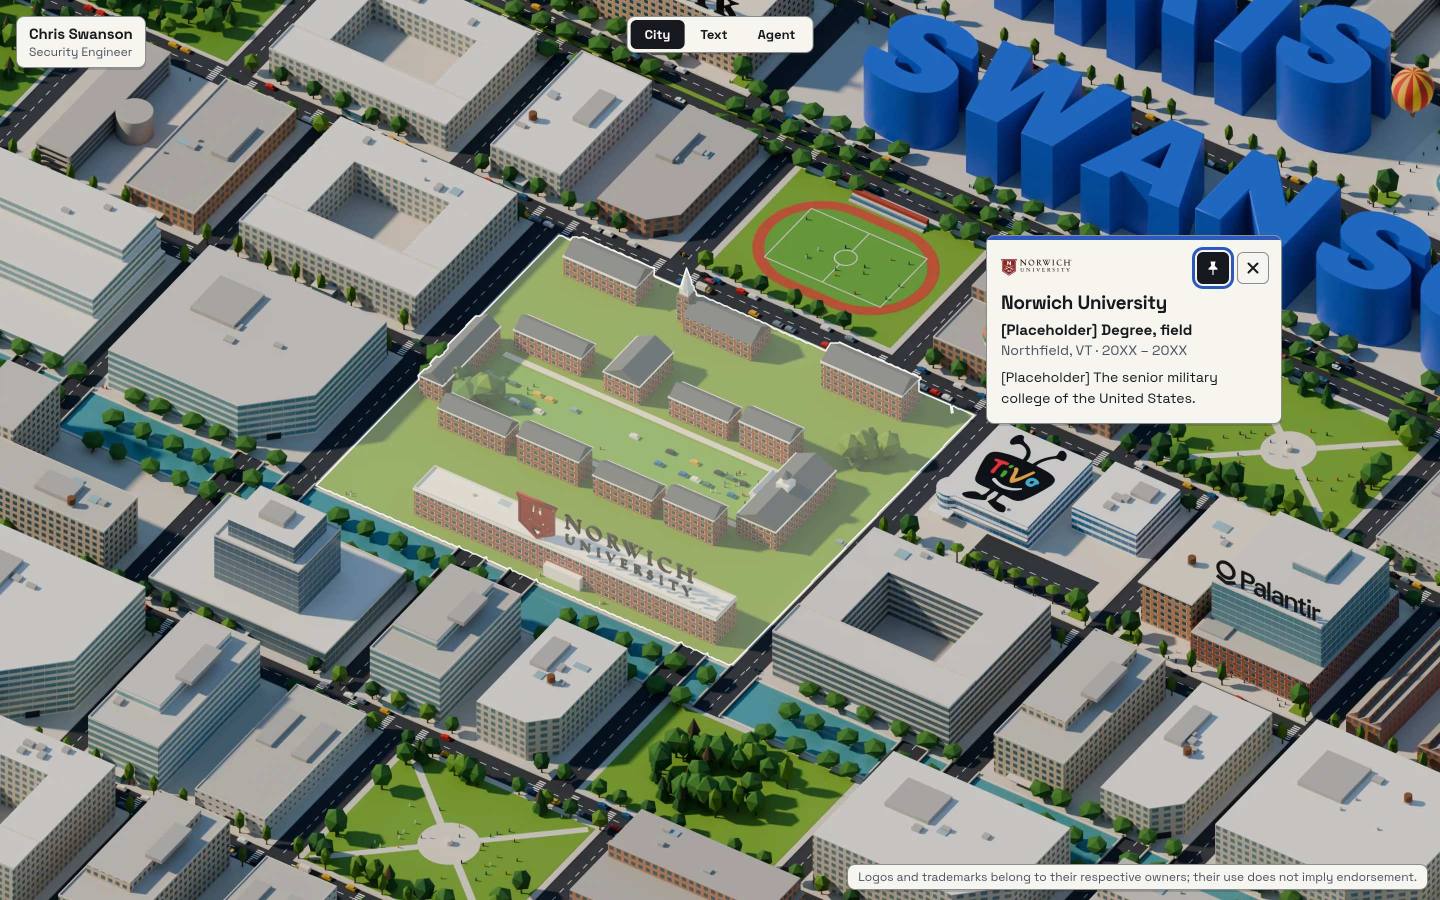 Chris Swanson
Security Engineer
City
Text
Agent
SWANS
NORWICH
UNIVERSITY
Norwich University
[Placeholder] Degree, field
Northfield, VT · 20XX – 20XX
[Placeholder] The senior military
college of the United States.
TiVo
NORWICH
UNIVERSITY
Palantir
Logos and trademarks belong to their respective owners; their use does not imply endorsement.